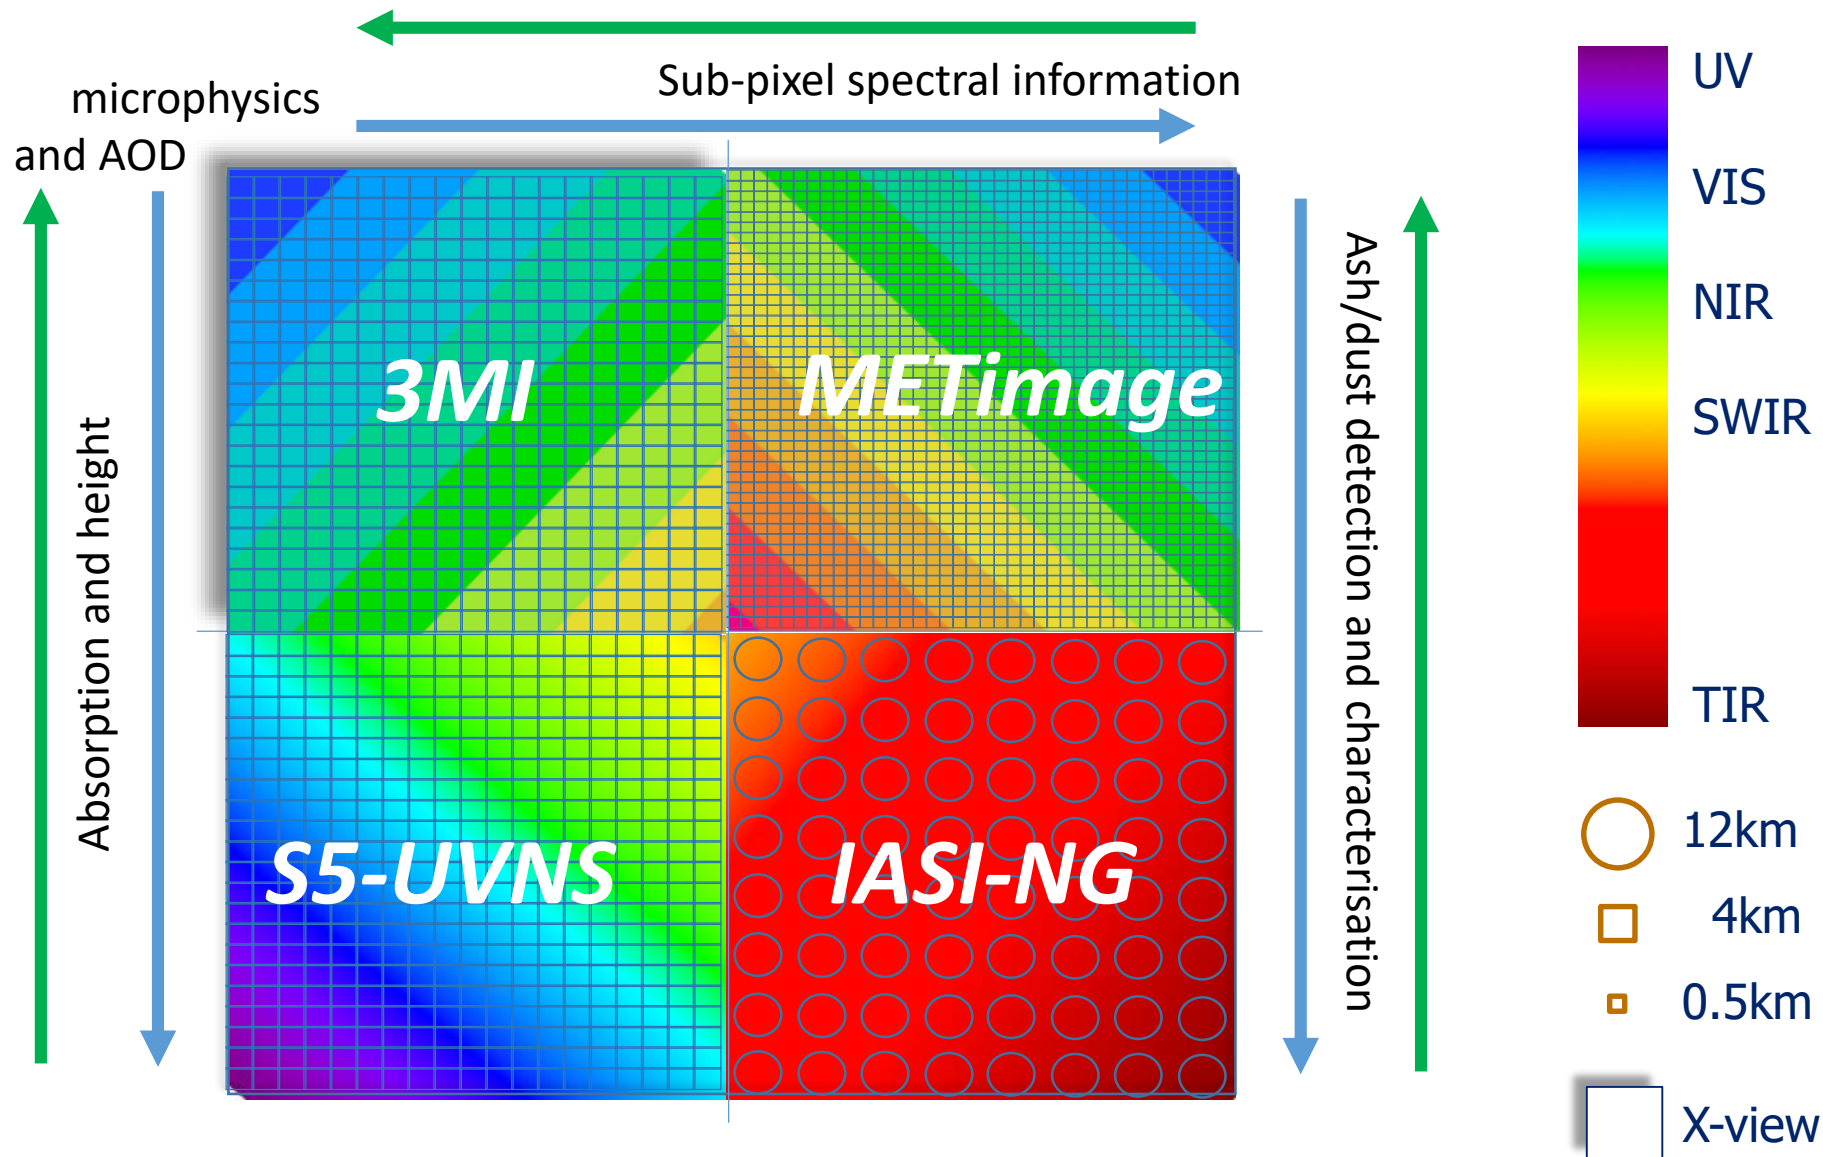 Sub-pixel spectral information
microphysics
and AOD
Absorption and height
3MI
METimage
S5-UVNS
IASI-NG
Ash/dust detection and characterisation
UV
VIS
NIR
SWIR
TIR
12km
4km
0.5km
X-view